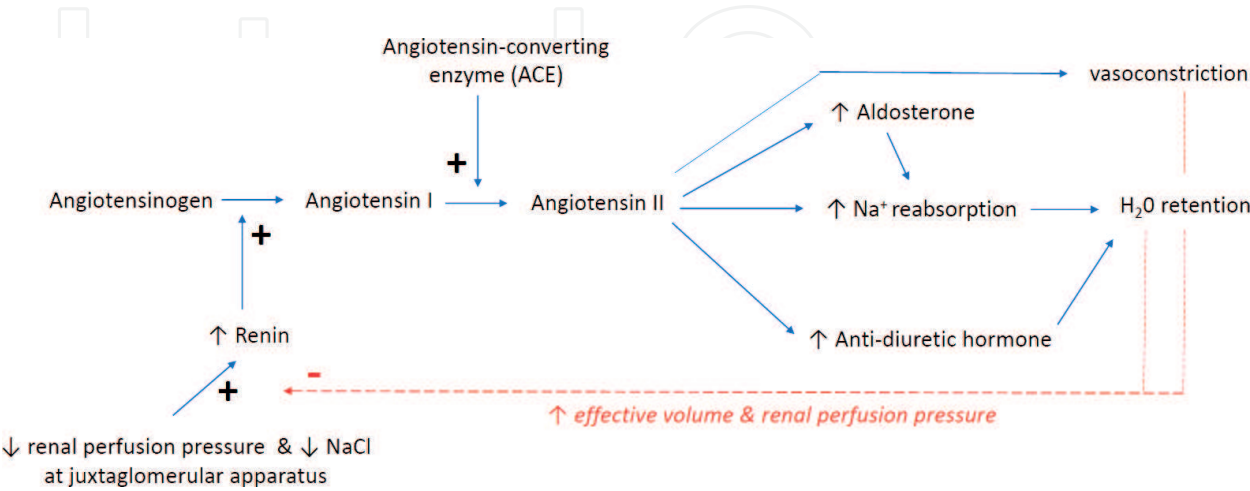 Angiotensin-converting
enzyme (ACE)
vasoconstriction
↑ Aldosterone
+
Angiotensinogen
Angiotensin I
Angiotensin II
↑ Na⁺ reabsorption
H₂0 retention
+
↑ Renin
↑ Anti-diuretic hormone
-
+
↑ effective volume & renal perfusion pressure
↓ renal perfusion pressure & ↓ NaCl
at juxtaglomerular apparatus